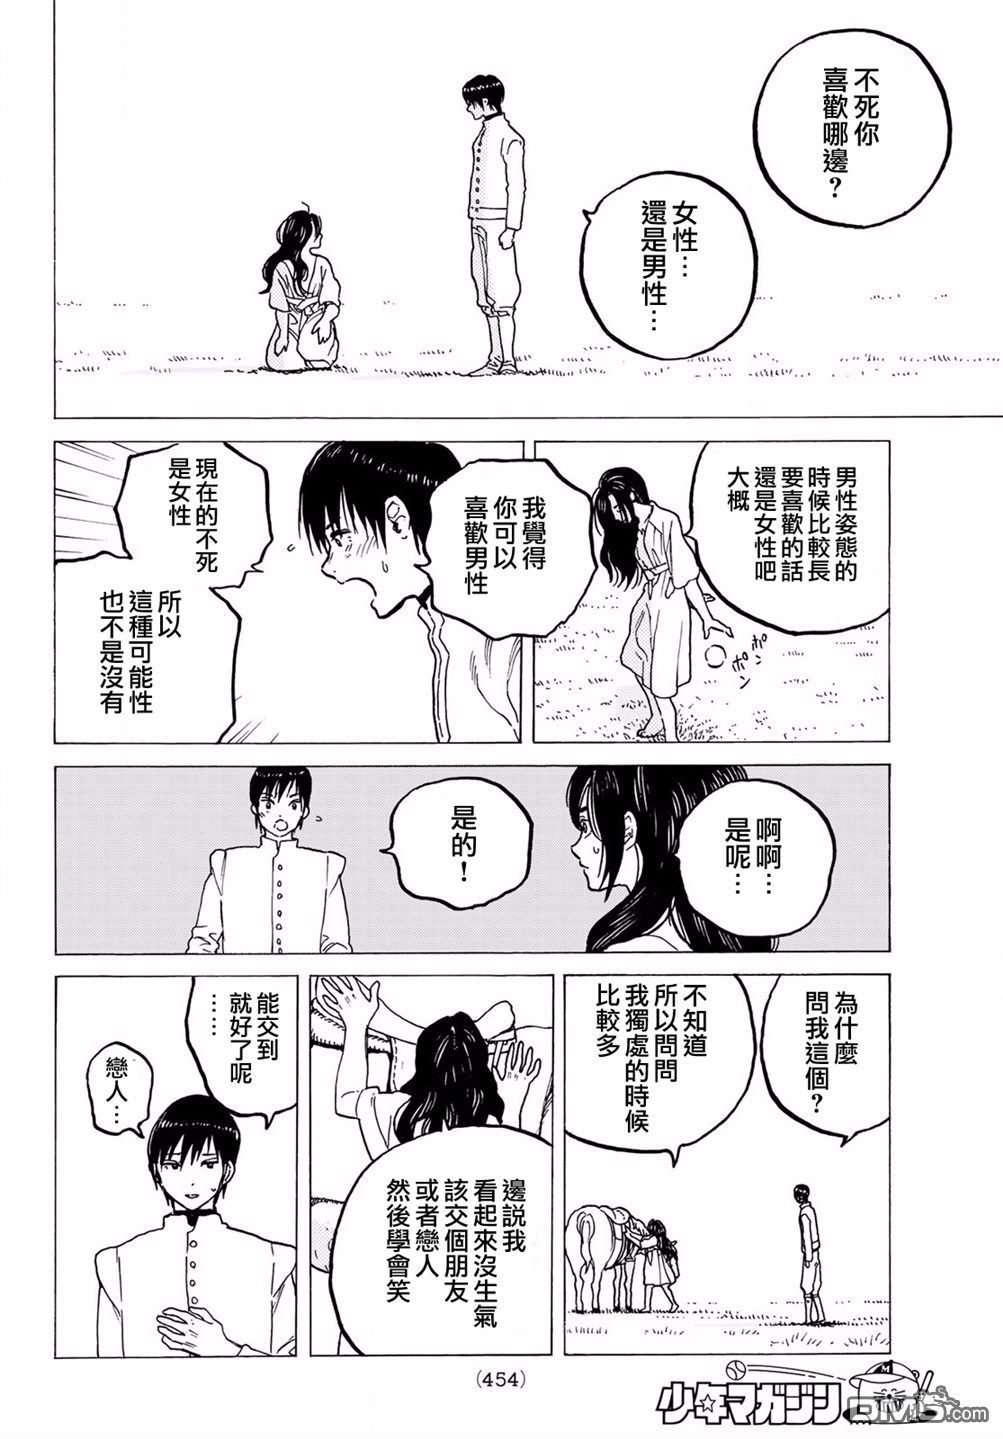 不死你
喜歡哪邊？
女性…
還是男性…
男性姿態的
時候比較長
要喜歡的話
還是女性吧
大概
ポン
ポン
我覺得
你可以
喜歡男性
現在的不死
是女性
所以
這種可能性
也不是沒有
啊啊…
是呢…
是的！
為什麼
問我這個？
不知道
所以問問
我獨處的時候
比較多
邊説我
看起來沒生氣
該交個朋友
或者戀人
然後學會笑
能交到
就好了呢
……
戀人…
(454)
少年マガジン